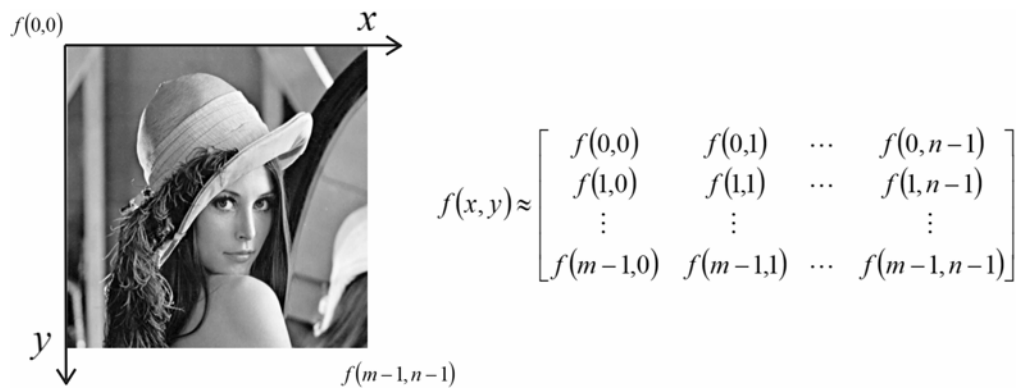 f(0,0)
x
y
f(m−1,n−1)
f(x,y)≈
f(0,0) f(0,1) ⋯ f(0,n−1)
f(1,0) f(1,1) ⋯ f(1,n−1)
⋮ ⋮ ⋮
f(m−1,0) f(m−1,1) ⋯ f(m−1,n−1)